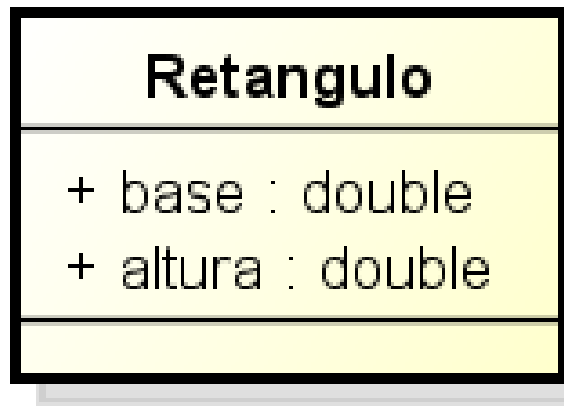 Retangulo
+ base : double
+ altura : double